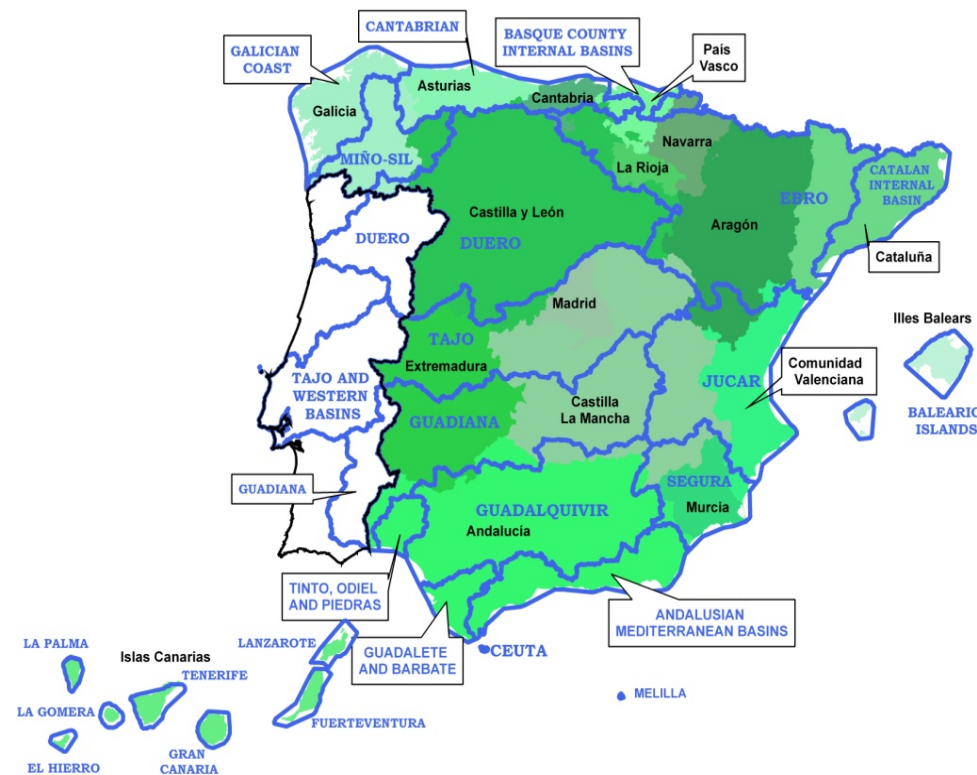 CANTABRIAN
BASQUE COUNTY
INTERNAL BASINS
País
Vasco
GALICIAN
COAST
Asturias
Cantabria
Galicia
Navarra
MIÑO-SIL
La Rioja
CATALAN
INTERNAL
BASIN
EBRO
Castilla y León
Aragón
DUERO
DUERO
Cataluña
Madrid
Illes Balears
TAJO
Extremadura
Comunidad
Valenciana
TAJO AND
WESTERN
BASINS
JUCAR
Castilla
La Mancha
GUADIANA
BALEARIC
ISLANDS
GUADIANA
SEGURA
Murcia
GUADALQUIVIR
Andalucía
TINTO, ODIEL
AND PIEDRAS
ANDALUSIAN
MEDITERRANEAN BASINS
GUADALETE
AND BARBATE
CEUTA
MELILLA
LA PALMA
Islas Canarias
LANZAROTE
TENERIFE
LA GOMERA
FUERTEVENTURA
EL HIERRO
GRAN
CANARIA